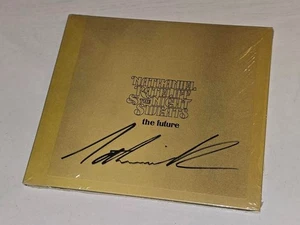 NATHANIEL
RATELIFF
& THE NIGHT
SWEATS
the future